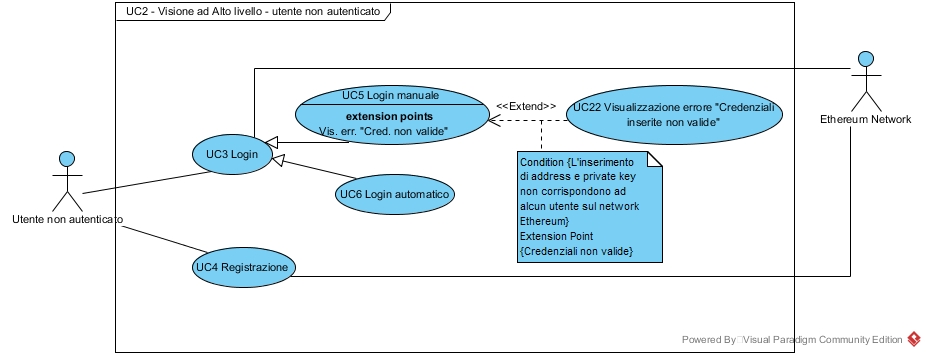 UC2 - Visione ad Alto livello - utente non autenticato
UC5 Login manuale
extension points
Vis. err. "Cred. non valide"
<<Extend>>
UC22 Visualizzazione errore "Credenziali
inserite non valide"
Ethereum Network
UC3 Login
Condition {L'inserimento
di address e private key
non corrispondono ad
alcun utente sul network
Ethereum}
Extension Point
{Credenziali non valide}
UC6 Login automatico
Utente non autenticato
UC4 Registrazione
Powered By Visual Paradigm Community Edition